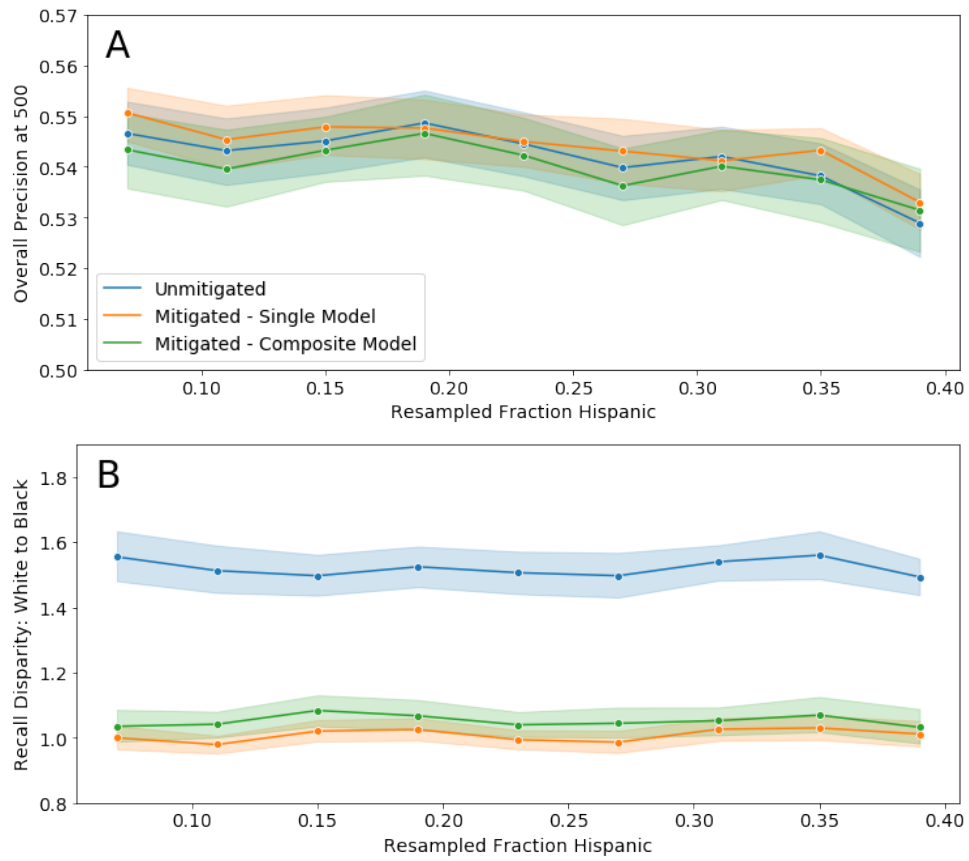 A
0.57
0.56
0.55
0.54
0.53
0.52
0.51
0.50
Overall Precision at 500
Unmitigated
Mitigated - Single Model
Mitigated - Composite Model
0.10 0.15 0.20 0.25 0.30 0.35 0.40
Resampled Fraction Hispanic
B
1.8
1.6
1.4
1.2
1.0
0.8
Recall Disparity: White to Black
0.10 0.15 0.20 0.25 0.30 0.35 0.40
Resampled Fraction Hispanic